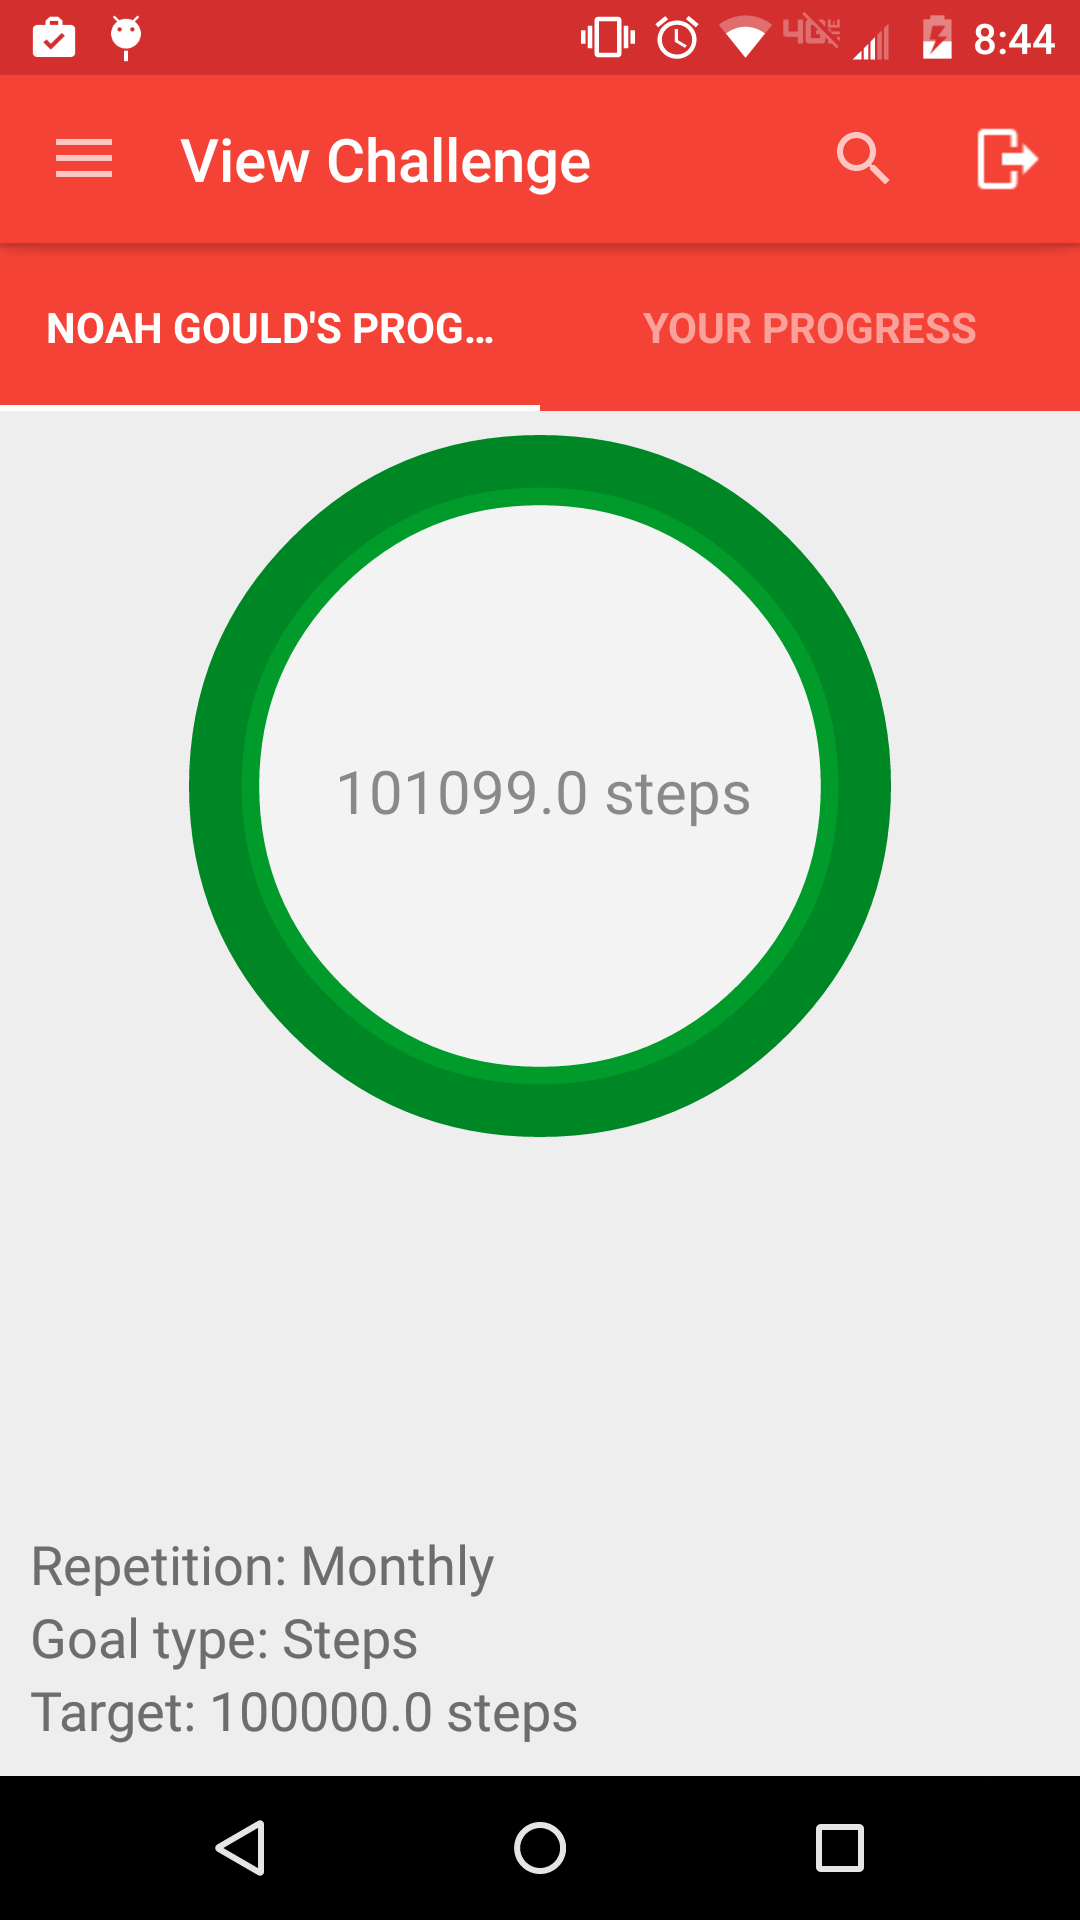 8:44
View Challenge
NOAH GOULD'S PROG...
YOUR PROGRESS
101099.0 steps
Repetition: Monthly
Goal type: Steps
Target: 100000.0 steps